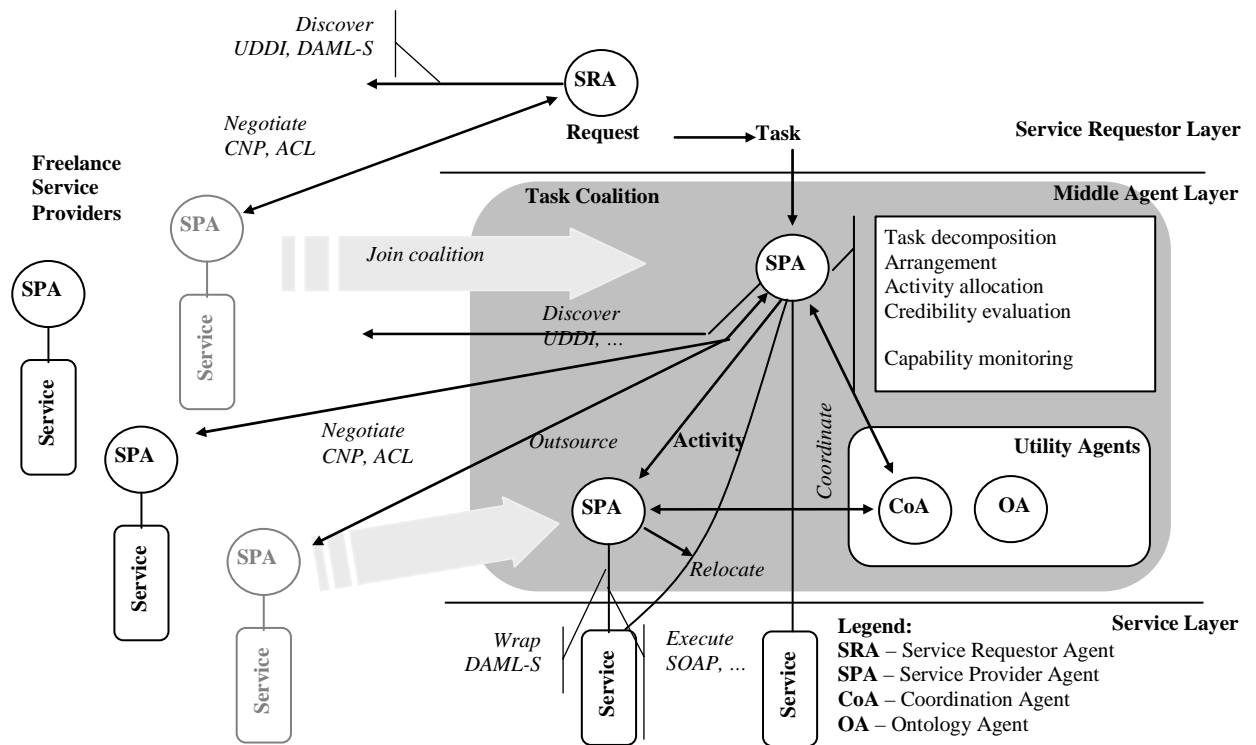 Discover
UDDI, DAML-S
SRA
Request
Task
Service Requestor Layer
Negotiate
CNP, ACL
Freelance
Service
Providers
Task Coalition
Middle Agent Layer
SPA
Service
Join coalition
SPA
Task decomposition
Arrangement
Activity allocation
Credibility evaluation
Capability monitoring
SPA
Service
Discover
UDDI, …
SPA
Service
Negotiate
CNP, ACL
Outsource
Activity
Coordinate
Utility Agents
CoA
OA
SPA
Relocate
SPA
Service
Wrap
DAML-S
Execute
SOAP, …
Service
Service
Service Layer
Legend:
SRA – Service Requestor Agent
SPA – Service Provider Agent
CoA – Coordination Agent
OA – Ontology Agent